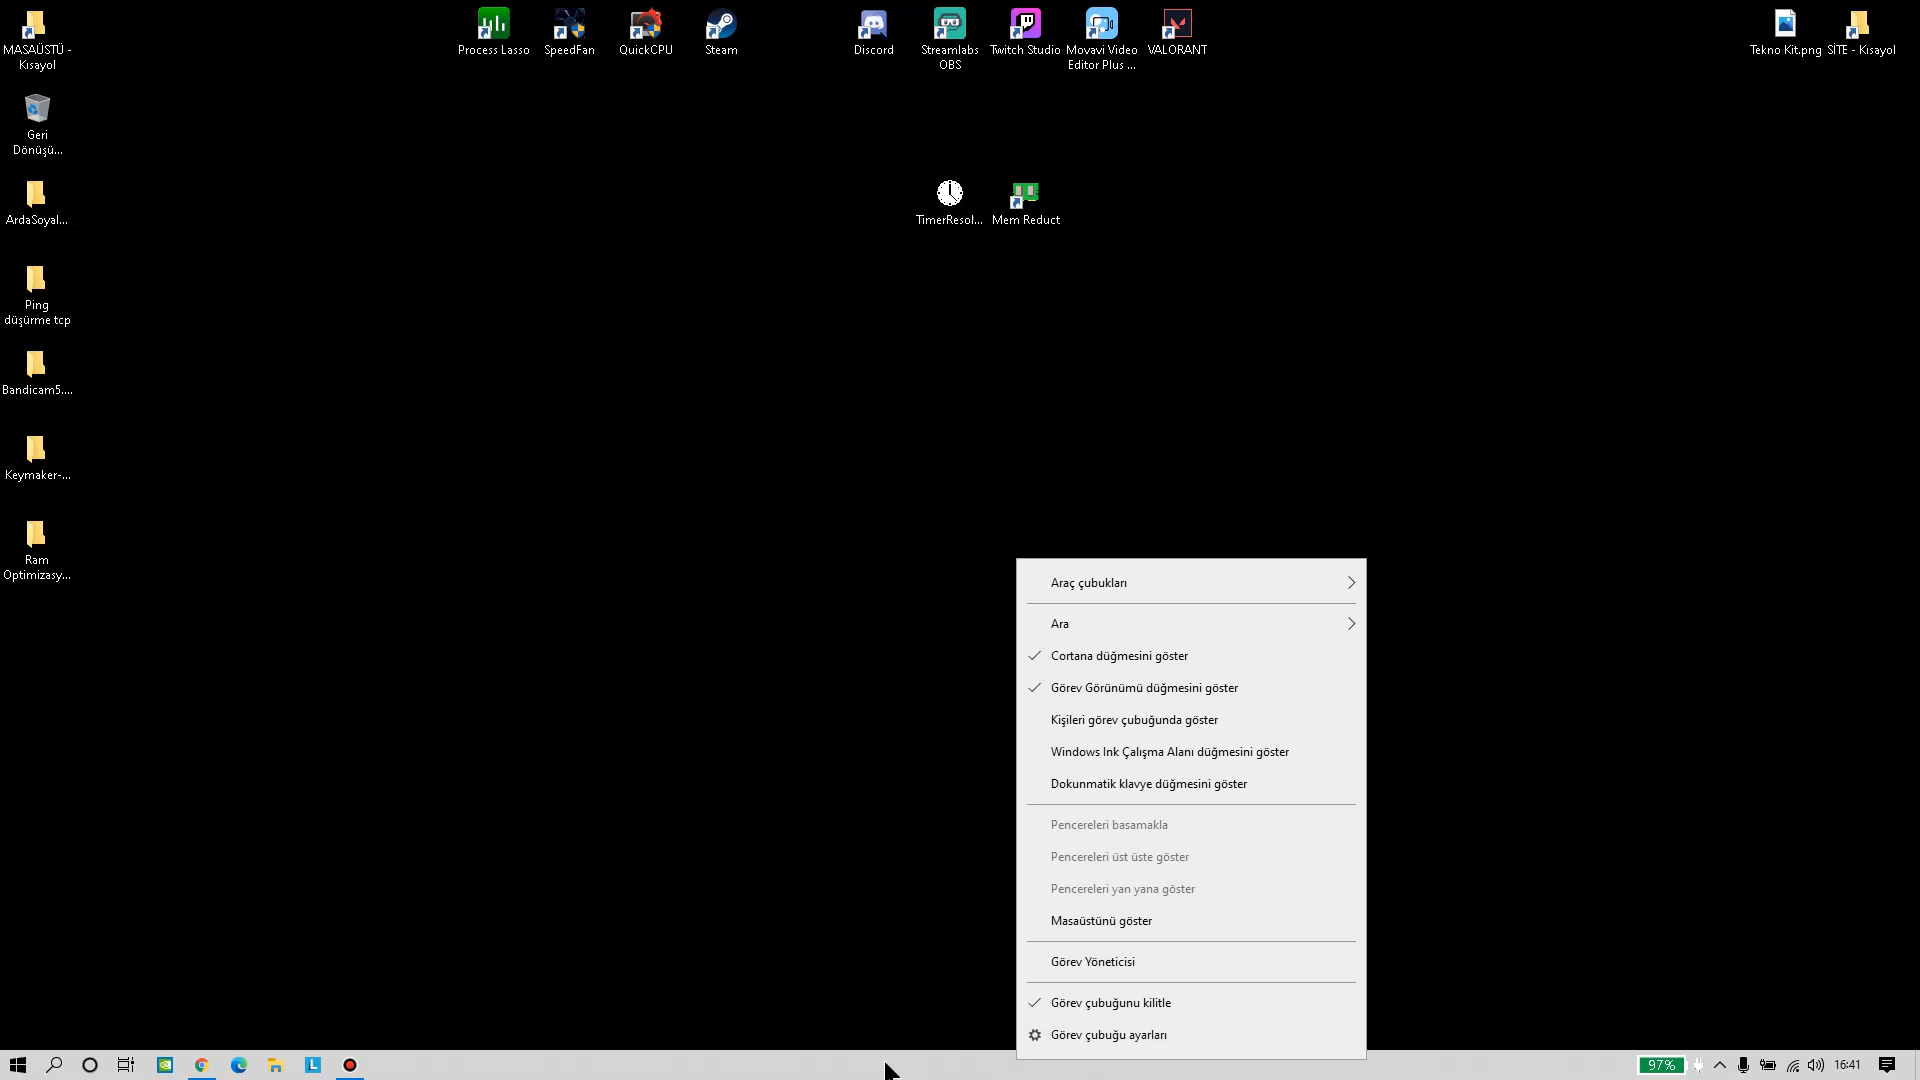 MASAÜSTÜ -
Kısayol
Process Lasso
SpeedFan
QuickCPU
Steam
Discord
Streamlabs
OBS
Twitch Studio
Movavi Video
Editor Plus ...
VALORANT
Tekno Kit.png
SİTE - Kısayol
Geri
Dönüşü...
ArdaSoyal...
TimerResol...
Mem Reduct
Ping
düşürme tcp
Bandicam5....
Keymaker-...
Ram
Optimizasy...
Araç çubukları
Ara
Cortana düğmesini göster
Görev Görünümü düğmesini göster
Kişileri görev çubuğunda göster
Windows Ink Çalışma Alanı düğmesini göster
Dokunmatik klavye düğmesini göster
Pencereleri basamakla
Pencereleri üst üste göster
Pencereleri yan yana göster
Masaüstünü göster
Görev Yöneticisi
Görev çubuğunu kilitle
Görev çubuğu ayarları
L
97%
16:41